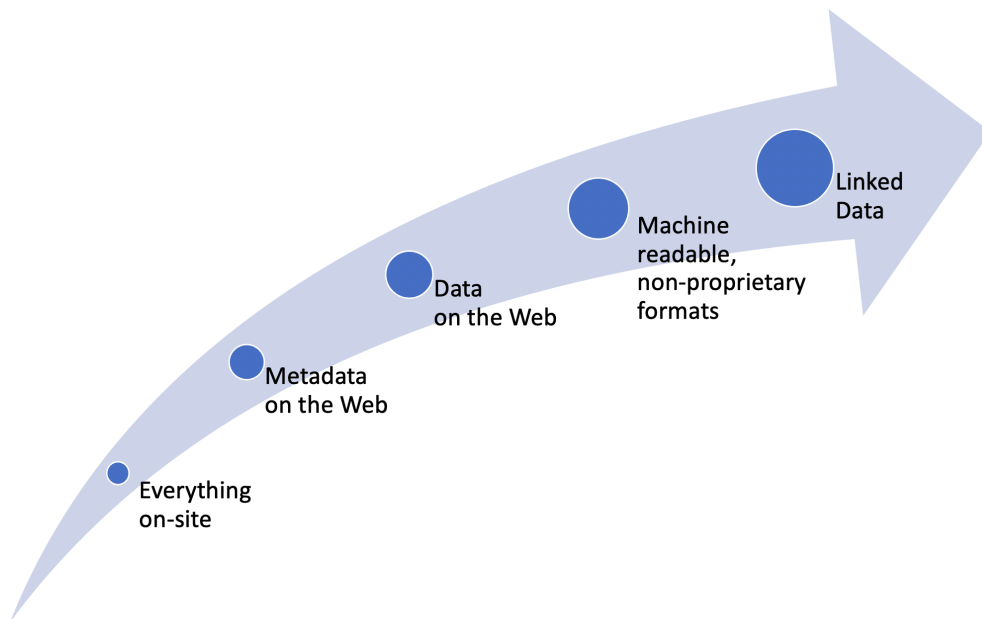 Everything
on-site
Metadata
on the Web
Data
on the Web
Machine
readable,
non-proprietary
formats
Linked
Data